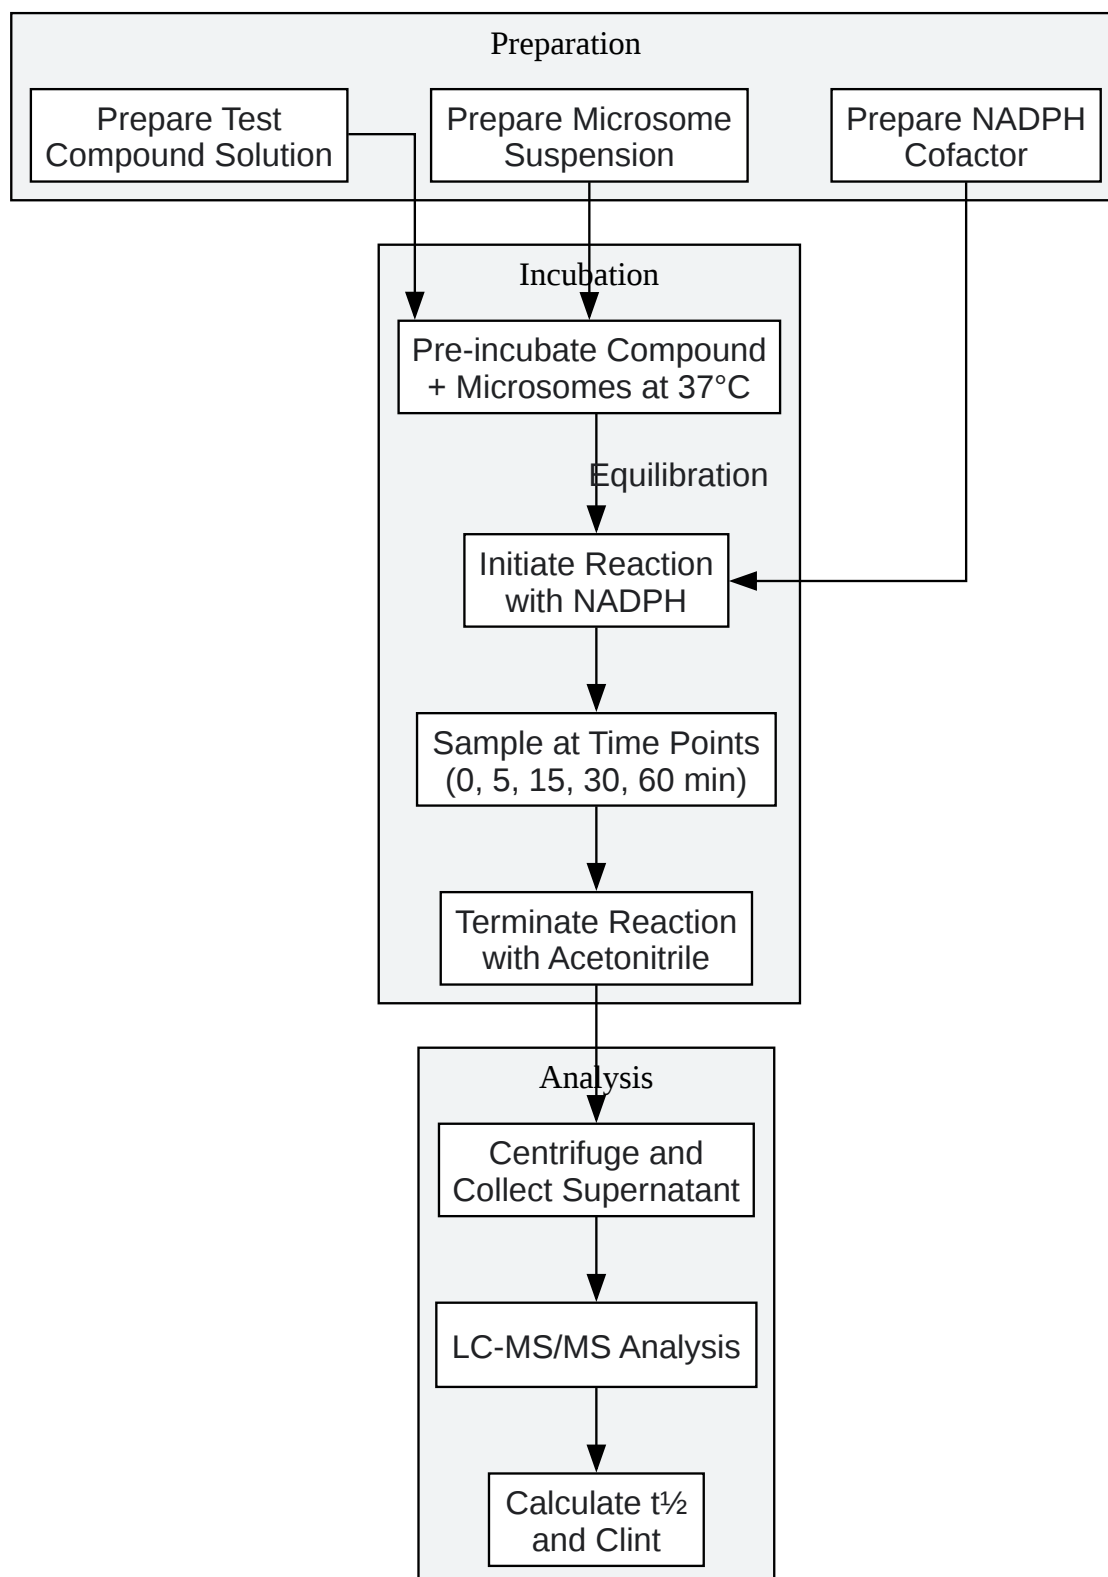 Preparation
Prepare Test
Compound Solution
Prepare Microsome
Suspension
Prepare NADPH
Cofactor
Incubation
Pre-incubate Compound
+ Microsomes at 37°C
Equilibration
Initiate Reaction
with NADPH
Sample at Time Points
(0, 5, 15, 30, 60 min)
Terminate Reaction
with Acetonitrile
Analysis
Centrifuge and
Collect Supernatant
LC-MS/MS Analysis
Calculate t½
and Clint